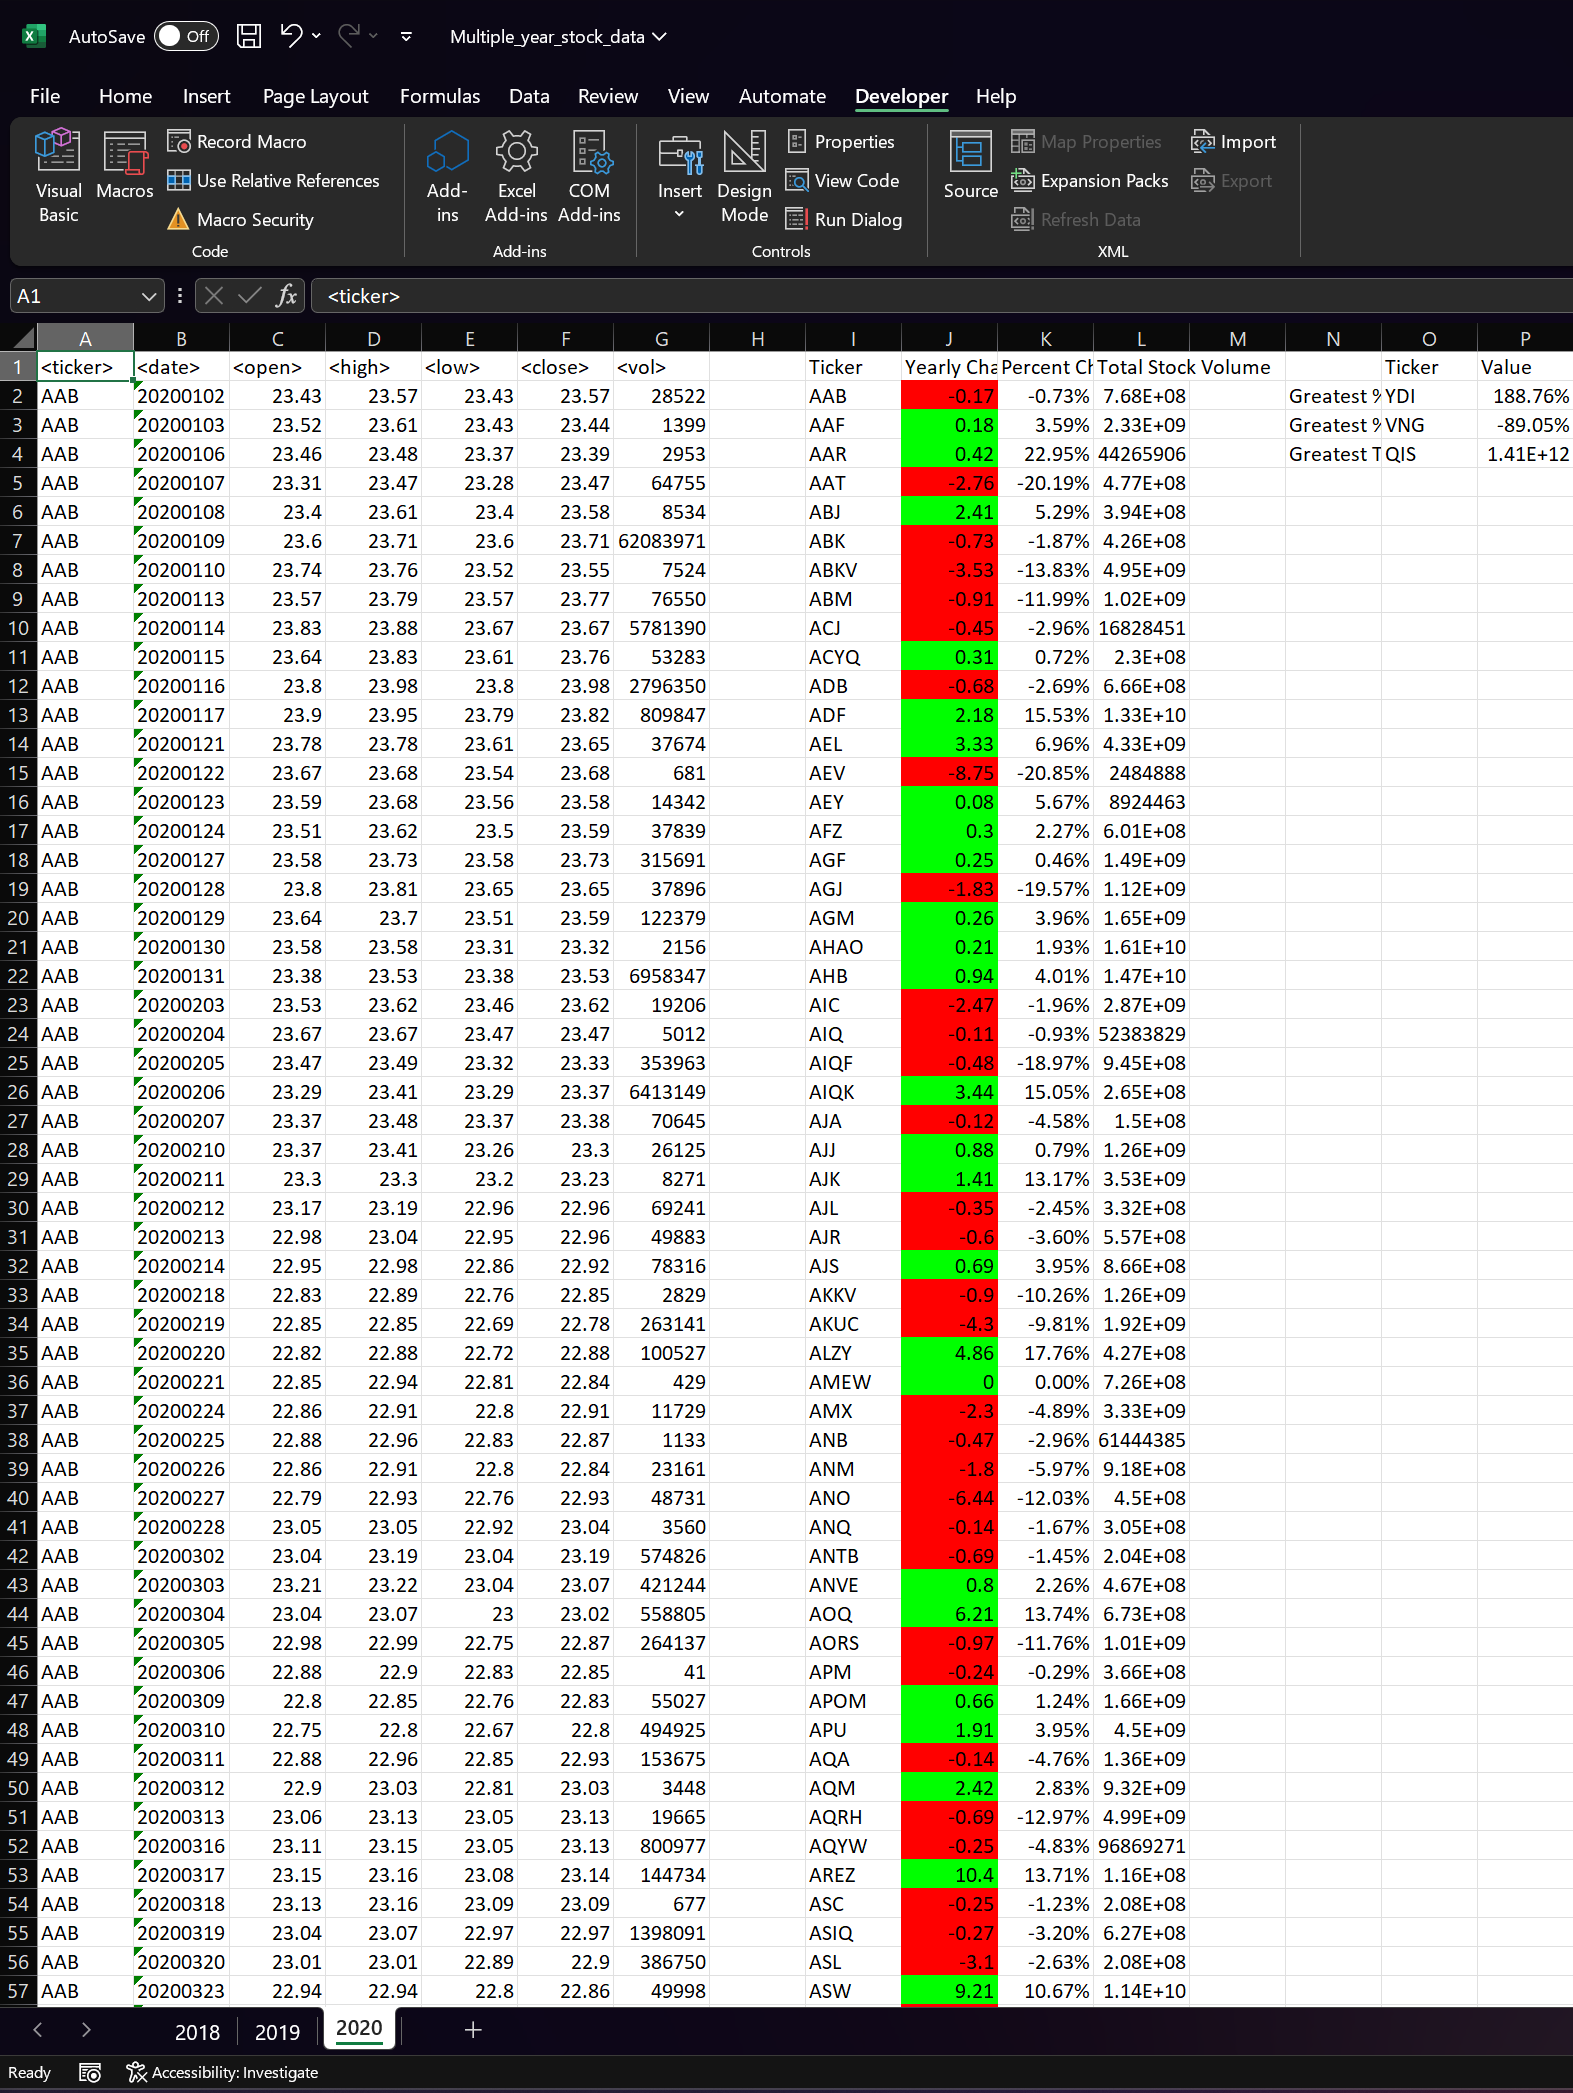 AutoSave Off Multiple_year_stock_data
File Home Insert Page Layout Formulas Data Review View Automate Developer Help
Visual Basic
Macros
Record Macro
Use Relative References
Macro Security
Code
Add-ins
Excel Add-ins
COM Add-ins
Add-ins
Insert
Design Mode
Properties
View Code
Run Dialog
Controls
Source
Map Properties
Expansion Packs
Refresh Data
Import
Export
XML
A1 fx <ticker>
A B C D E F G H I J K L M N O P
1 <ticker> <date> <open> <high> <low> <close> <vol> Ticker Yearly Cha Percent Ch Total Stock Volume Ticker Value
2 AAB 20200102 23.43 23.57 23.43 23.57 28522 AAB -0.17 -0.73% 7.68E+08 Greatest % YDI 188.76%
3 AAB 20200103 23.52 23.61 23.43 23.44 1399 AAF 0.18 3.59% 2.33E+09 Greatest % VNG -89.05%
4 AAB 20200106 23.46 23.48 23.37 23.39 2953 AAR 0.42 22.95% 44265906 Greatest T QIS 1.41E+12
5 AAB 20200107 23.31 23.47 23.28 23.47 64755 AAT -2.76 -20.19% 4.77E+08
6 AAB 20200108 23.4 23.61 23.4 23.58 8534 ABJ 2.41 5.29% 3.94E+08
7 AAB 20200109 23.6 23.71 23.6 23.71 62083971 ABK -0.73 -1.87% 4.26E+08
8 AAB 20200110 23.74 23.76 23.52 23.55 7524 ABKV -3.53 -13.83% 4.95E+09
9 AAB 20200113 23.57 23.79 23.57 23.77 76550 ABM -0.91 -11.99% 1.02E+09
10 AAB 20200114 23.83 23.88 23.67 23.67 5781390 ACJ -0.45 -2.96% 16828451
11 AAB 20200115 23.64 23.83 23.61 23.76 53283 ACYQ 0.31 0.72% 2.3E+08
12 AAB 20200116 23.8 23.98 23.8 23.98 2796350 ADB -0.68 -2.69% 6.66E+08
13 AAB 20200117 23.9 23.95 23.79 23.82 809847 ADF 2.18 15.53% 1.33E+10
14 AAB 20200121 23.78 23.78 23.61 23.65 37674 AEL 3.33 6.96% 4.33E+09
15 AAB 20200122 23.67 23.68 23.54 23.68 681 AEV -8.75 -20.85% 2484888
16 AAB 20200123 23.59 23.68 23.56 23.58 14342 AEY 0.08 5.67% 8924463
17 AAB 20200124 23.51 23.62 23.5 23.59 37839 AFZ 0.3 2.27% 6.01E+08
18 AAB 20200127 23.58 23.73 23.58 23.73 315691 AGF 0.25 0.46% 1.49E+09
19 AAB 20200128 23.8 23.81 23.65 23.65 37896 AGJ -1.83 -19.57% 1.12E+09
20 AAB 20200129 23.64 23.7 23.51 23.59 122379 AGM 0.26 3.96% 1.65E+09
21 AAB 20200130 23.58 23.58 23.31 23.32 2156 AHAO 0.21 1.93% 1.61E+10
22 AAB 20200131 23.38 23.53 23.38 23.53 6958347 AHB 0.94 4.01% 1.47E+10
23 AAB 20200203 23.53 23.62 23.46 23.62 19206 AIC -2.47 -1.96% 2.87E+09
24 AAB 20200204 23.67 23.67 23.47 23.47 5012 AIQ -0.11 -0.93% 52383829
25 AAB 20200205 23.47 23.49 23.32 23.33 353963 AIQF -0.48 -18.97% 9.45E+08
26 AAB 20200206 23.29 23.41 23.29 23.37 6413149 AIQK 3.44 15.05% 2.65E+08
27 AAB 20200207 23.37 23.48 23.37 23.38 70645 AJA -0.12 -4.58% 1.5E+08
28 AAB 20200210 23.37 23.41 23.26 23.3 26125 AJJ 0.88 0.79% 1.26E+09
29 AAB 20200211 23.3 23.3 23.2 23.23 8271 AJK 1.41 13.17% 3.53E+09
30 AAB 20200212 23.17 23.19 22.96 22.96 69241 AJL -0.35 -2.45% 3.32E+08
31 AAB 20200213 22.98 23.04 22.95 22.96 49883 AJR -0.6 -3.60% 5.57E+08
32 AAB 20200214 22.95 22.98 22.86 22.92 78316 AJS 0.69 3.95% 8.66E+08
33 AAB 20200218 22.83 22.89 22.76 22.85 2829 AKKV -0.9 -10.26% 1.26E+09
34 AAB 20200219 22.85 22.85 22.69 22.78 263141 AKUC -4.3 -9.81% 1.92E+09
35 AAB 20200220 22.82 22.88 22.72 22.88 100527 ALZY 4.86 17.76% 4.27E+08
36 AAB 20200221 22.85 22.94 22.81 22.84 429 AMEW 0 0.00% 7.26E+08
37 AAB 20200224 22.86 22.91 22.8 22.91 11729 AMX -2.3 -4.89% 3.33E+09
38 AAB 20200225 22.88 22.96 22.83 22.87 1133 ANB -0.47 -2.96% 61444385
39 AAB 20200226 22.86 22.91 22.8 22.84 23161 ANM -1.8 -5.97% 9.18E+08
40 AAB 20200227 22.79 22.93 22.76 22.93 48731 ANO -6.44 -12.03% 4.5E+08
41 AAB 20200228 23.05 23.05 22.92 23.04 3560 ANQ -0.14 -1.67% 3.05E+08
42 AAB 20200302 23.04 23.19 23.04 23.19 574826 ANTB -0.69 -1.45% 2.04E+08
43 AAB 20200303 23.21 23.22 23.04 23.07 421244 ANVE 0.8 2.26% 4.67E+08
44 AAB 20200304 23.04 23.07 23 23.02 558805 AOQ 6.21 13.74% 6.73E+08
45 AAB 20200305 22.98 22.99 22.75 22.87 264137 AORS -0.97 -11.76% 1.01E+09
46 AAB 20200306 22.88 22.9 22.83 22.85 41 APM -0.24 -0.29% 3.66E+08
47 AAB 20200309 22.8 22.85 22.76 22.83 55027 APOM 0.66 1.24% 1.66E+09
48 AAB 20200310 22.75 22.8 22.67 22.8 494925 APU 1.91 3.95% 4.5E+09
49 AAB 20200311 22.88 22.96 22.85 22.93 153675 AQA -0.14 -4.76% 1.36E+09
50 AAB 20200312 22.9 23.03 22.81 23.03 3448 AQM 2.42 2.83% 9.32E+09
51 AAB 20200313 23.06 23.13 23.05 23.13 19665 AQRH -0.69 -12.97% 4.99E+09
52 AAB 20200316 23.11 23.15 23.05 23.13 800977 AQYW -0.25 -4.83% 96869271
53 AAB 20200317 23.15 23.16 23.08 23.14 144734 AREZ 10.4 13.71% 1.16E+08
54 AAB 20200318 23.13 23.16 23.09 23.09 677 ASC -0.25 -1.23% 2.08E+08
55 AAB 20200319 23.04 23.07 22.97 22.97 1398091 ASIQ -0.27 -3.20% 6.27E+08
56 AAB 20200320 23.01 23.01 22.89 22.9 386750 ASL -3.1 -2.63% 2.08E+08
57 AAB 20200323 22.94 22.94 22.8 22.86 49998 ASW 9.21 10.67% 1.14E+10
2018 2019 2020 +
Ready Accessibility: Investigate